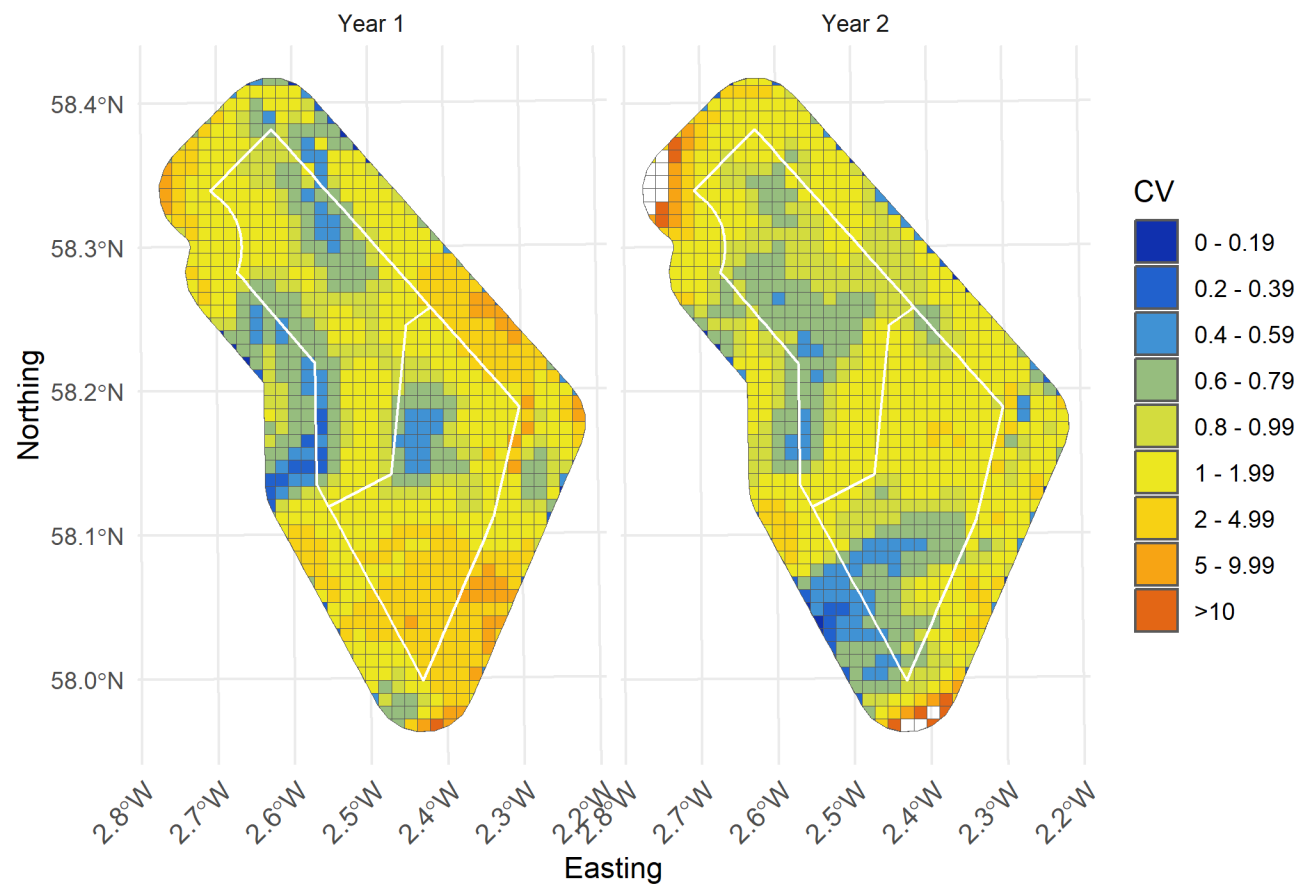 Year 1
Year 2
58.4°N
58.3°N
58.2°N
58.1°N
58.0°N
Northing
2.8°W
2.7°W
2.6°W
2.5°W
2.4°W
2.3°W
2.2°W
2.8°W
2.7°W
2.6°W
2.5°W
2.4°W
2.3°W
2.2°W
Easting
CV
0 - 0.19
0.2 - 0.39
0.4 - 0.59
0.6 - 0.79
0.8 - 0.99
1 - 1.99
2 - 4.99
5 - 9.99
>10